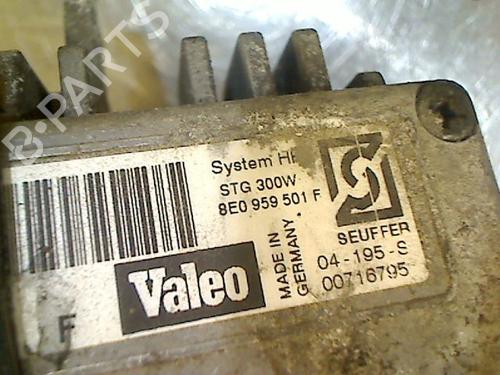 B-PARTS
System HI
STG 300W
8E0 959 501 F
SEUFFER
MADE IN
GERMANY
04-195-S
00716795
Valeo
F